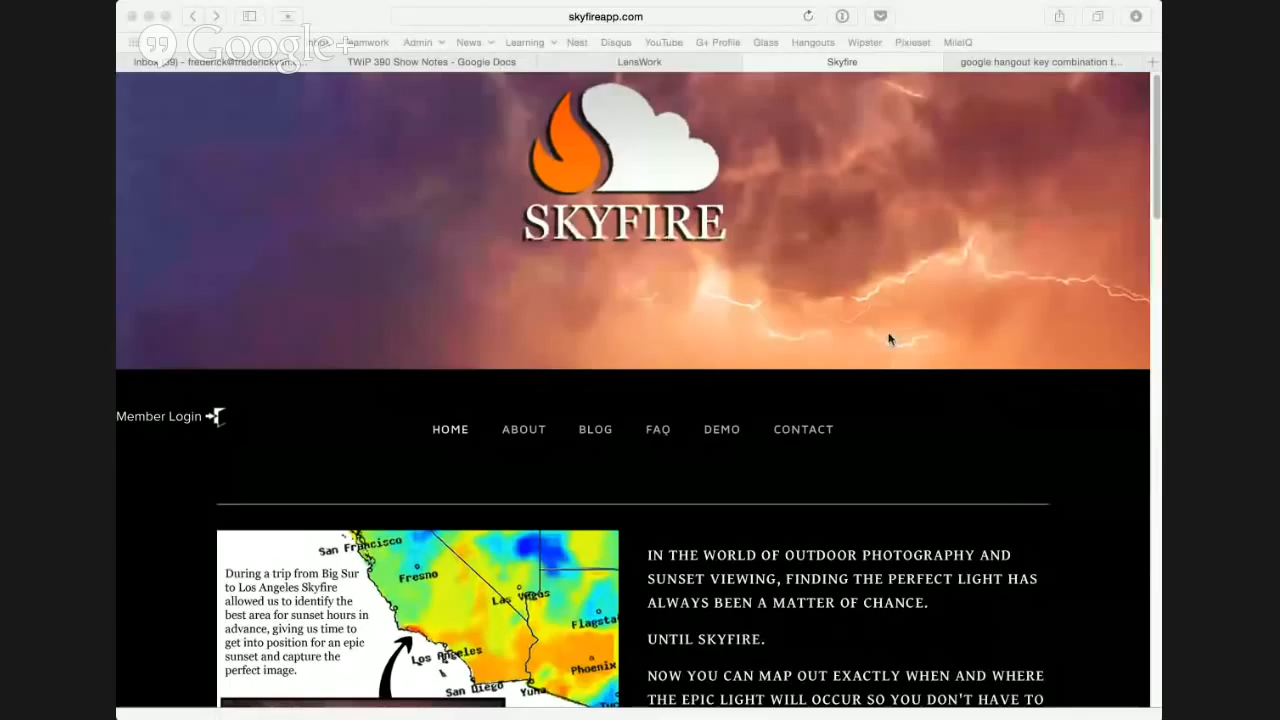 skyfireapp.com
Google+
Teamwork Admin News Learning Nest Disqus YouTube G+ Profile Glass Hangouts Wipster Pixieset MileIQ
TWiP 390 Show Notes - Google Docs LensWork Skyfire google hangout key combination t...
SKYFIRE
Member Login
HOME ABOUT BLOG FAQ DEMO CONTACT
During a trip from Big Sur
to Los Angeles Skyfire
allowed us to identify the
best area for sunset hours in
advance, giving us time to
get into position for an epic
sunset and capture the
perfect image.
San Francisco
Fresno
Las Vegas
Flagsta
Los Angeles
Phoenix
San Diego
Yuma
IN THE WORLD OF OUTDOOR PHOTOGRAPHY AND
SUNSET VIEWING, FINDING THE PERFECT LIGHT HAS
ALWAYS BEEN A MATTER OF CHANCE.
UNTIL SKYFIRE.
NOW YOU CAN MAP OUT EXACTLY WHEN AND WHERE
THE EPIC LIGHT WILL OCCUR SO YOU DON'T HAVE TO